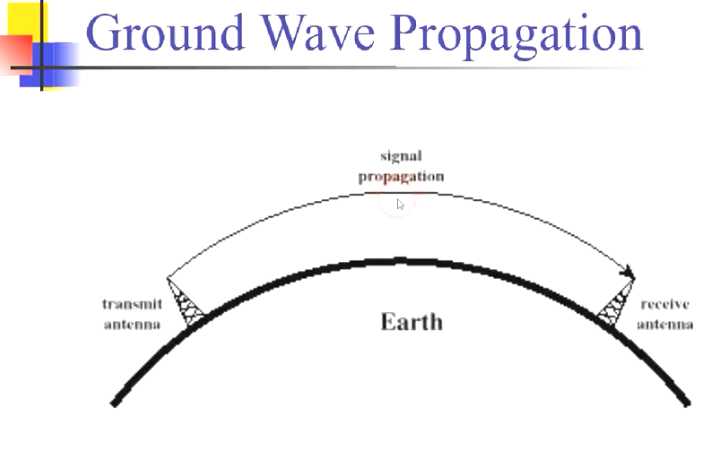 Ground Wave Propagation
signal
propagation
transmit
antenna
Earth
receive
antenna